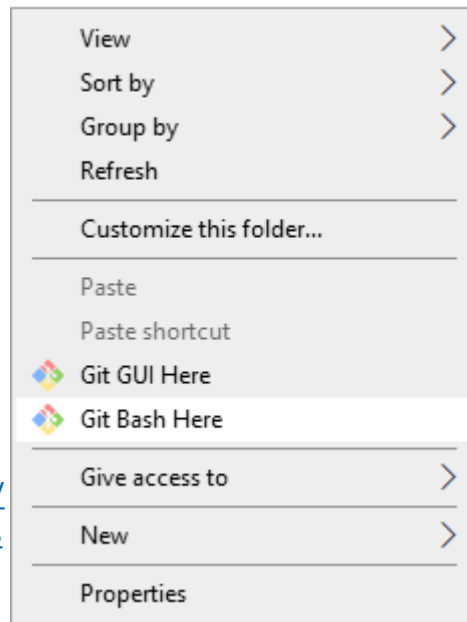 View
Sort by
Group by
Refresh
Customize this folder...
Paste
Paste shortcut
Git GUI Here
Git Bash Here
Give access to
New
Properties